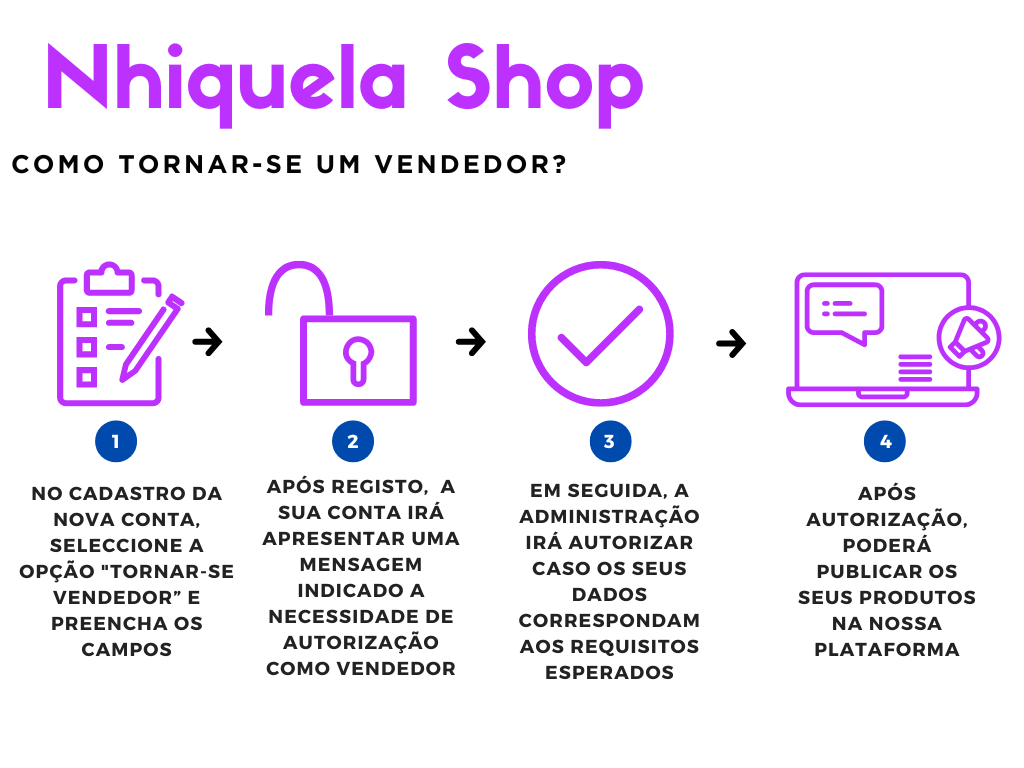 Nhiquela Shop
COMO TORNAR-SE UM VENDEDOR?
1
NO CADASTRO DA
NOVA CONTA,
SELECCIONE A
OPÇÃO "TORNAR-SE
VENDEDOR” E
PREENCHA OS
CAMPOS
2
APÓS REGISTO, A
SUA CONTA IRÁ
APRESENTAR UMA
MENSAGEM
INDICADO A
NECESSIDADE DE
AUTORIZAÇÃO
COMO VENDEDOR
3
EM SEGUIDA, A
ADMINISTRAÇÃO
IRÁ AUTORIZAR
CASO OS SEUS
DADOS
CORRESPONDAM
AOS REQUISITOS
ESPERADOS
4
APÓS
AUTORIZAÇÃO,
PODERÁ
PUBLICAR OS
SEUS PRODUTOS
NA NOSSA
PLATAFORMA